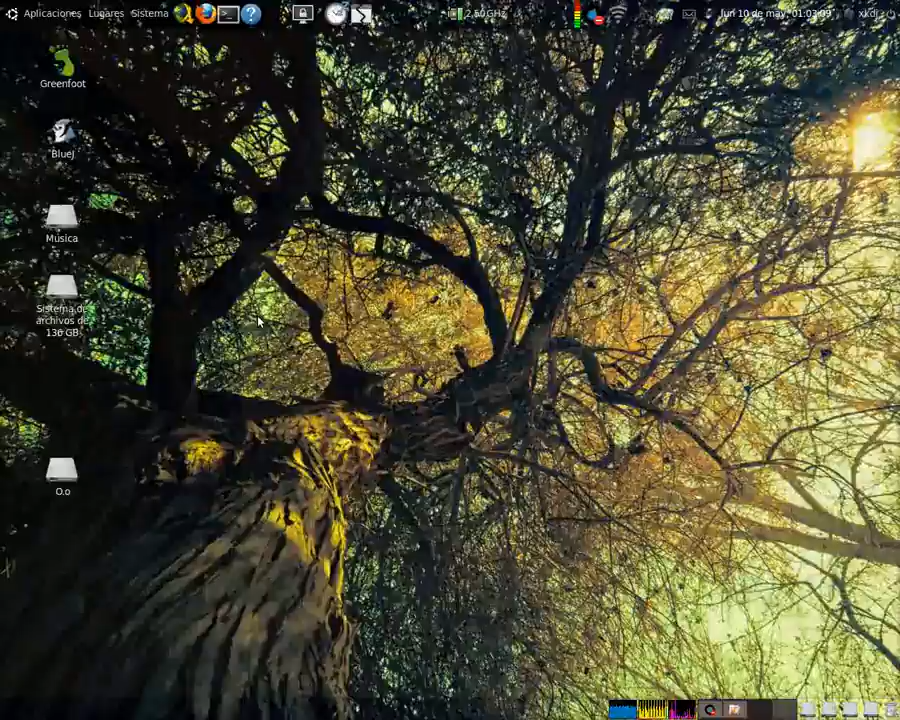 Aplicaciones Lugares Sistema
2,50GHz
lun 10 de may, 01:03:09
xkdr
Greenfoot
BlueJ
Música
Sistema de
archivos de
136 GB
O.o